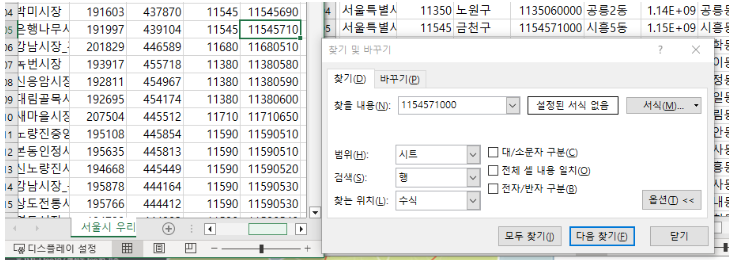 04 박미시장 191603 437870 11545 11545690
05 은행나무시 191997 439104 11545 11545710
강남시장_ 201829 446589 11680 11680510
녹번시장 193917 455718 11380 11380580
신응암시장 192811 454967 11380 11380590
대림골목시 192695 454174 11380 11380600
새마을시장 207504 445512 11710 11710650
11 노량진중앙 195108 445854 11590 11590510
12 본동인정시 195635 445813 11590 11590510
13 신노량진시 194668 445449 11590 11590520
14 강남시장_ 195878 444164 11590 11590530
15 상도전통시 195766 444412 11590 11590530
서울시 우리
디스플레이 설정
서울특별시 11350 노원구 1135060000 공릉2동 1.14E+09 공릉동
서울특별시 11545 금천구 1154571000 시흥5동 1.15E+09 시흥동
찾기 및 바꾸기 ?
찾기(D) 바꾸기(P)
찾을 내용(N): 1154571000 설정된 서식 없음 서식(M)...
범위(H): 시트 대/소문자 구분(C)
검색(S): 행 전체 셀 내용 일치(O)
찾는 위치(L): 수식 전자/반자 구분(B)
옵션(T) <<
모두 찾기(I) 다음 찾기(F) 닫기